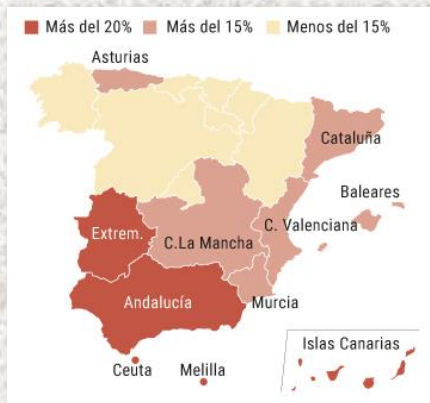 Más del 20% Más del 15% Menos del 15%
Asturias
Cataluña
Baleares
C. Valenciana
Extrem.
C.La Mancha
Andalucía
Murcia
Islas Canarias
Ceuta Melilla